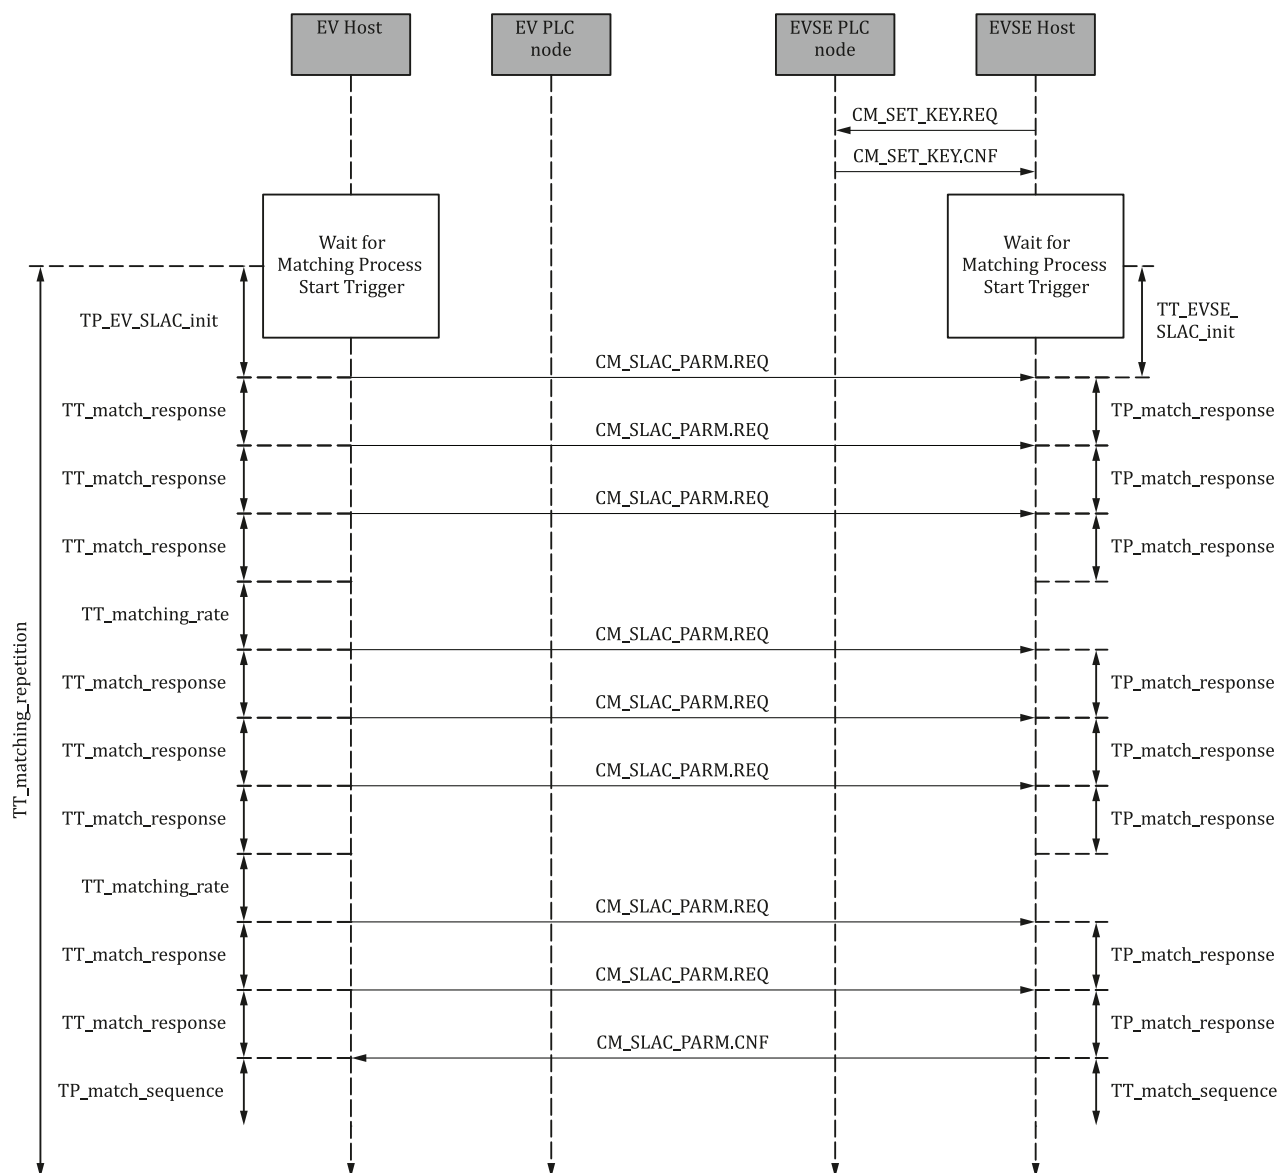 EV Host
EV PLC
node
EVSE PLC
node
EVSE Host
CM_SET_KEY.REQ
CM_SET_KEY.CNF
Wait for
Matching Process
Start Trigger
Wait for
Matching Process
Start Trigger
TP_EV_SLAC_init
TT_EVSE_
SLAC_init
CM_SLAC_PARM.REQ
TT_match_response
TP_match_response
CM_SLAC_PARM.REQ
TT_match_response
TP_match_response
CM_SLAC_PARM.REQ
TT_match_response
TP_match_response
TT_matching_rate
CM_SLAC_PARM.REQ
TT_matching_repetition
TT_match_response
TP_match_response
CM_SLAC_PARM.REQ
TT_match_response
TP_match_response
CM_SLAC_PARM.REQ
TT_match_response
TP_match_response
TT_matching_rate
CM_SLAC_PARM.REQ
TT_match_response
TP_match_response
CM_SLAC_PARM.REQ
TT_match_response
TP_match_response
CM_SLAC_PARM.CNF
TP_match_sequence
TT_match_sequence